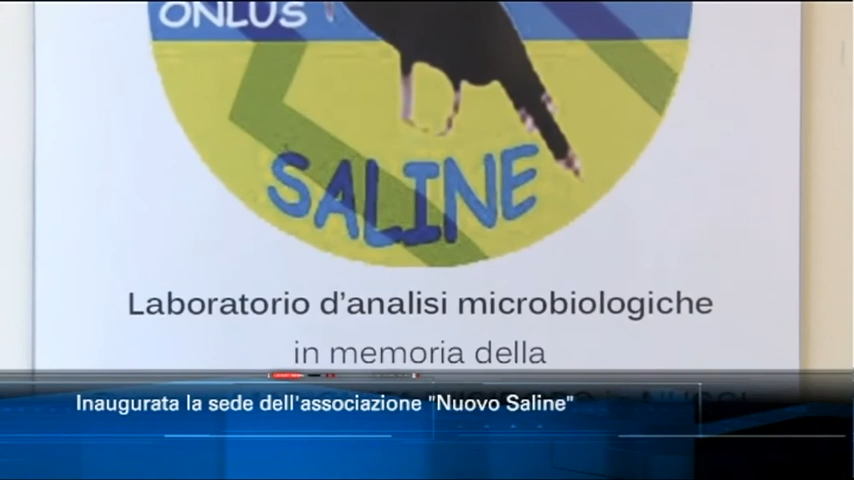 ONLUS
SALINE
Laboratorio d'analisi microbiologiche
in memoria della
Inaugurata la sede dell'associazione "Nuovo Saline"